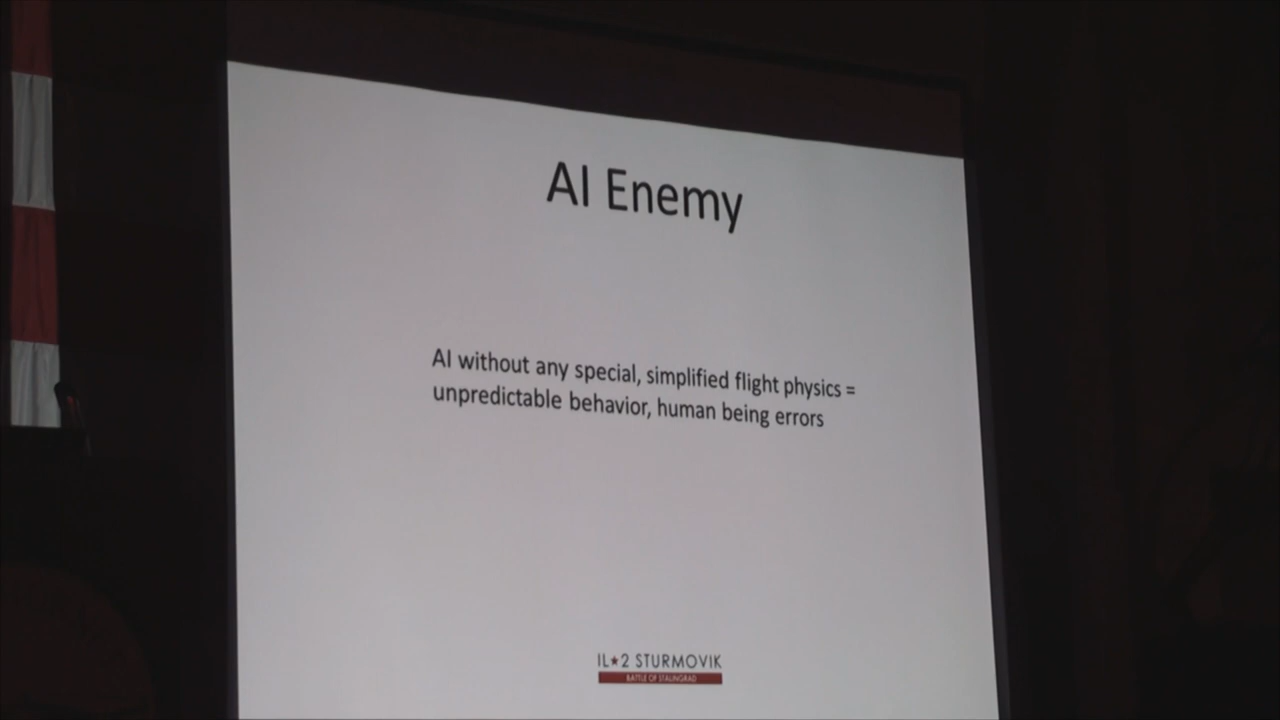 AI Enemy
AI without any special, simplified flight physics =
unpredictable behavior, human being errors
IL★2 STURMOVIK
BATTLE OF STALINGRAD